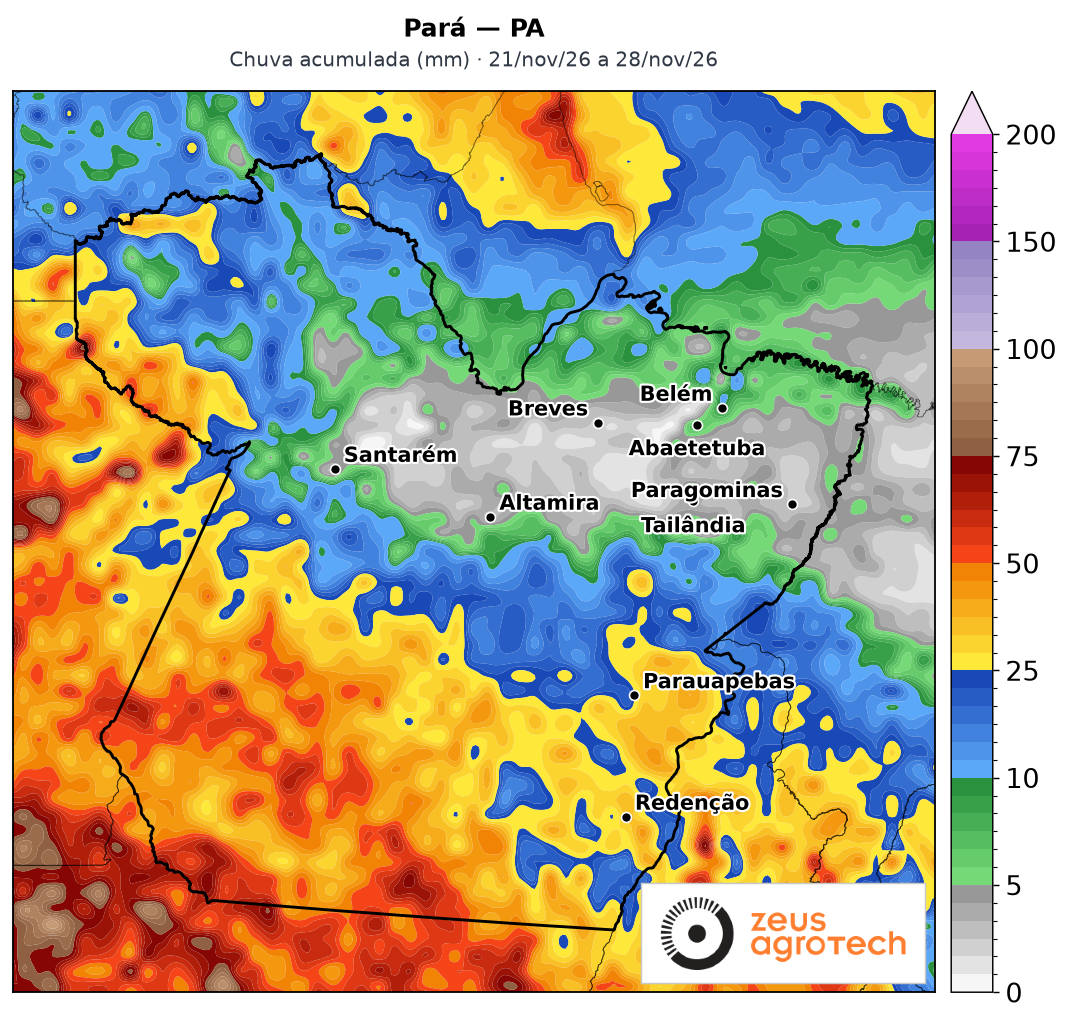 Pará — PA
Chuva acumulada (mm) · 21/nov/26 a 28/nov/26
200
150
100
75
50
25
10
5
0
Belém
Breves
Abaetetuba
Santarém
Paragominas
Altamira
Tailândia
Parauapebas
Redenção
zeus
agrotech